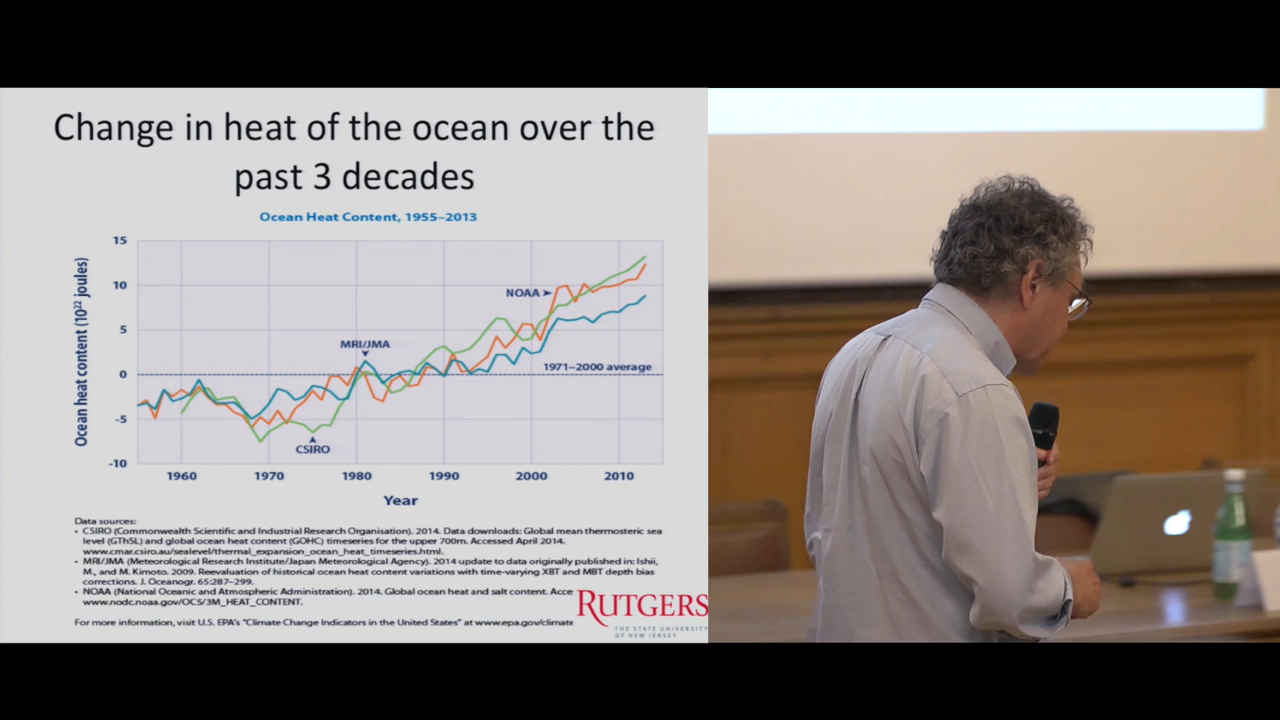 Change in heat of the ocean over the
past 3 decades
Ocean Heat Content, 1955–2013
Ocean heat content (10²² joules)
15
10
5
0
-5
-10
NOAA
MRI/JMA
1971–2000 average
CSIRO
1960 1970 1980 1990 2000 2010
Year
Data sources:
• CSIRO (Commonwealth Scientific and Industrial Research Organisation). 2014. Data downloads: Global mean thermosteric sea
level (GThSL) and global ocean heat content (GOHC) timeseries for the upper 700m. Accessed April 2014.
www.cmar.csiro.au/sealevel/thermal_expansion_ocean_heat_timeseries.html.
• MRI/JMA (Meteorological Research Institute/Japan Meteorological Agency). 2014 update to data originally published in: Ishii,
M., and M. Kimoto. 2009. Reevaluation of historical ocean heat content variations with time-varying XBT and MBT depth bias
corrections. J. Oceanogr. 65:287–299.
• NOAA (National Oceanic and Atmospheric Administration). 2014. Global ocean heat and salt content. Acce
www.nodc.noaa.gov/OC5/3M_HEAT_CONTENT.
For more information, visit U.S. EPA's "Climate Change Indicators in the United States" at www.epa.gov/climate
RUTGERS
THE STATE UNIVERSITY
OF NEW JERSEY